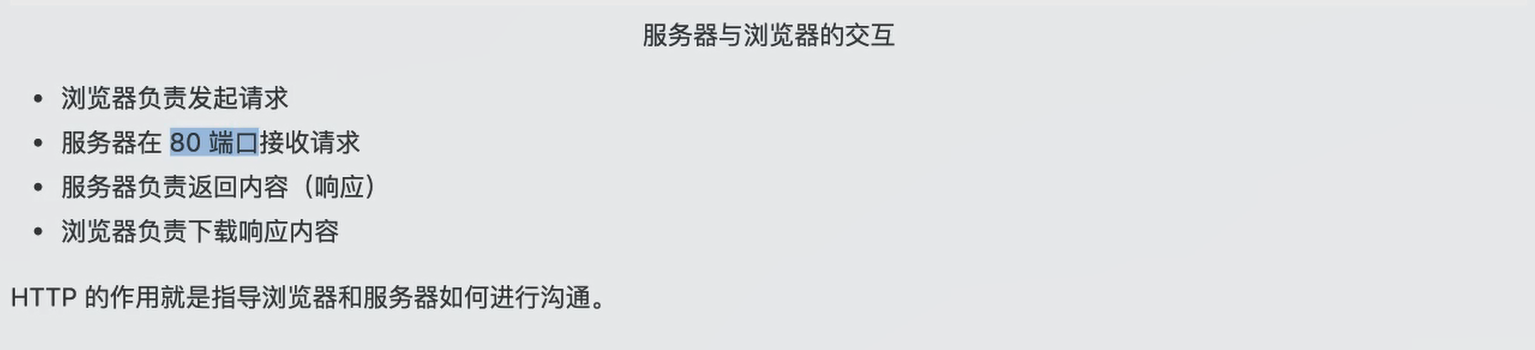 服务器与浏览器的交互
• 浏览器负责发起请求
• 服务器在 80 端口接收请求
• 服务器负责返回内容（响应）
• 浏览器负责下载响应内容
HTTP 的作用就是指导浏览器和服务器如何进行沟通。